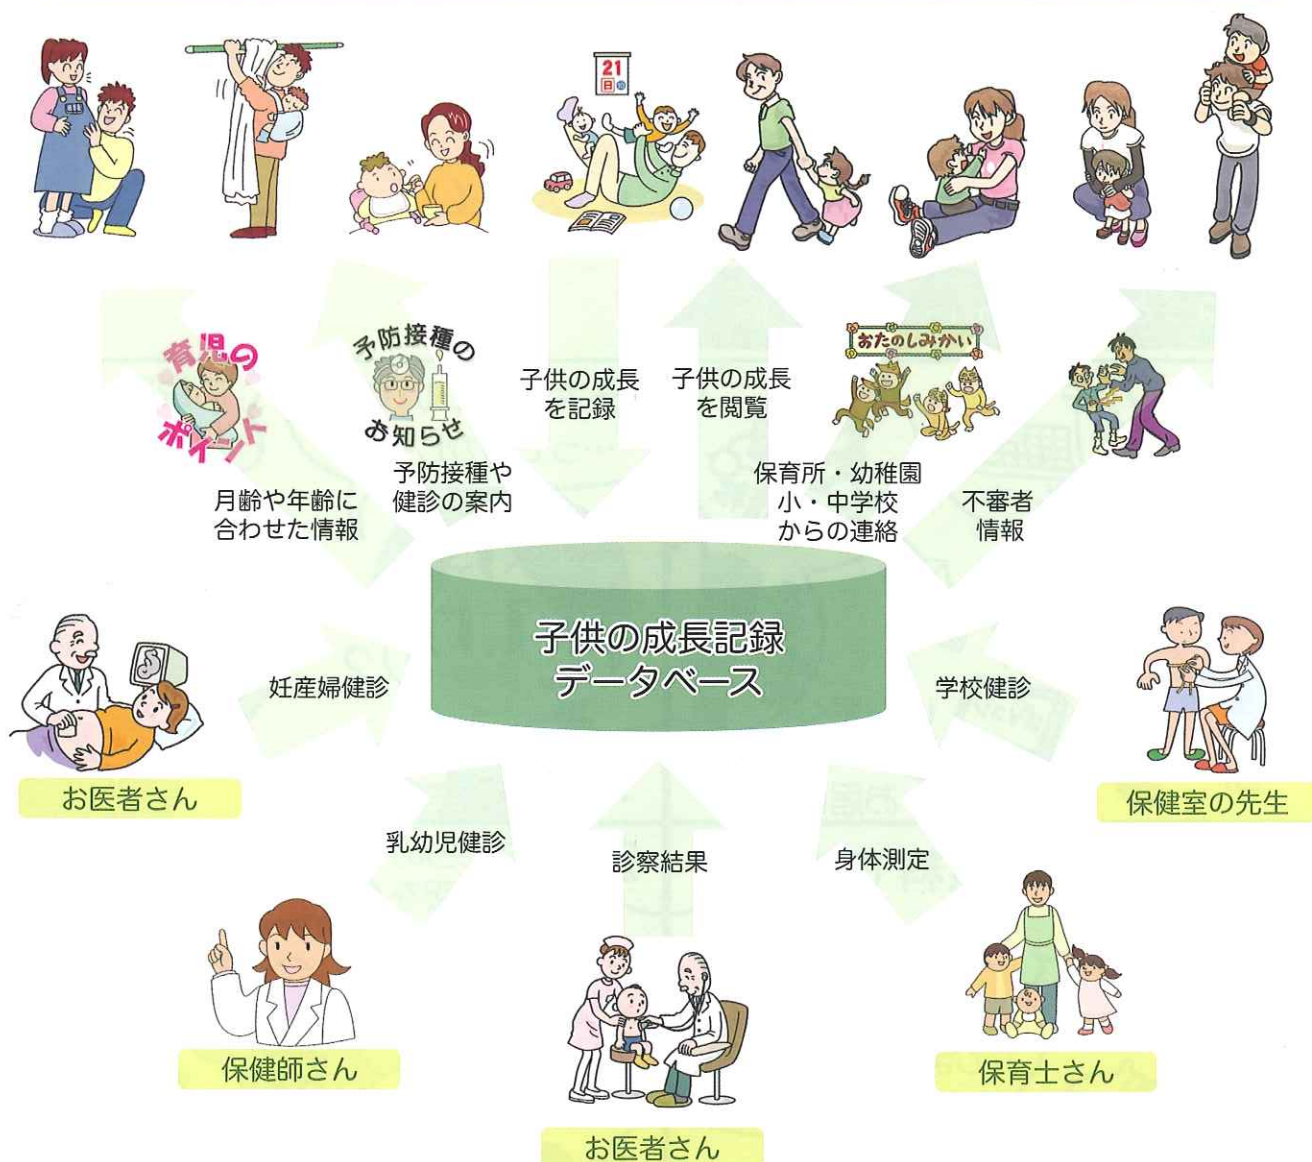 21
日
育児の
ポイント
予防接種の
お知らせ
子供の成長
を記録
子供の成長
を閲覧
おたのしみかい
月齢や年齢に
合わせた情報
予防接種や
健診の案内
保育所・幼稚園
小・中学校
からの連絡
不審者
情報
子供の成長記録
データベース
妊産婦健診
学校健診
お医者さん
保健室の先生
乳幼児健診
診察結果
身体測定
保健師さん
保育士さん
お医者さん